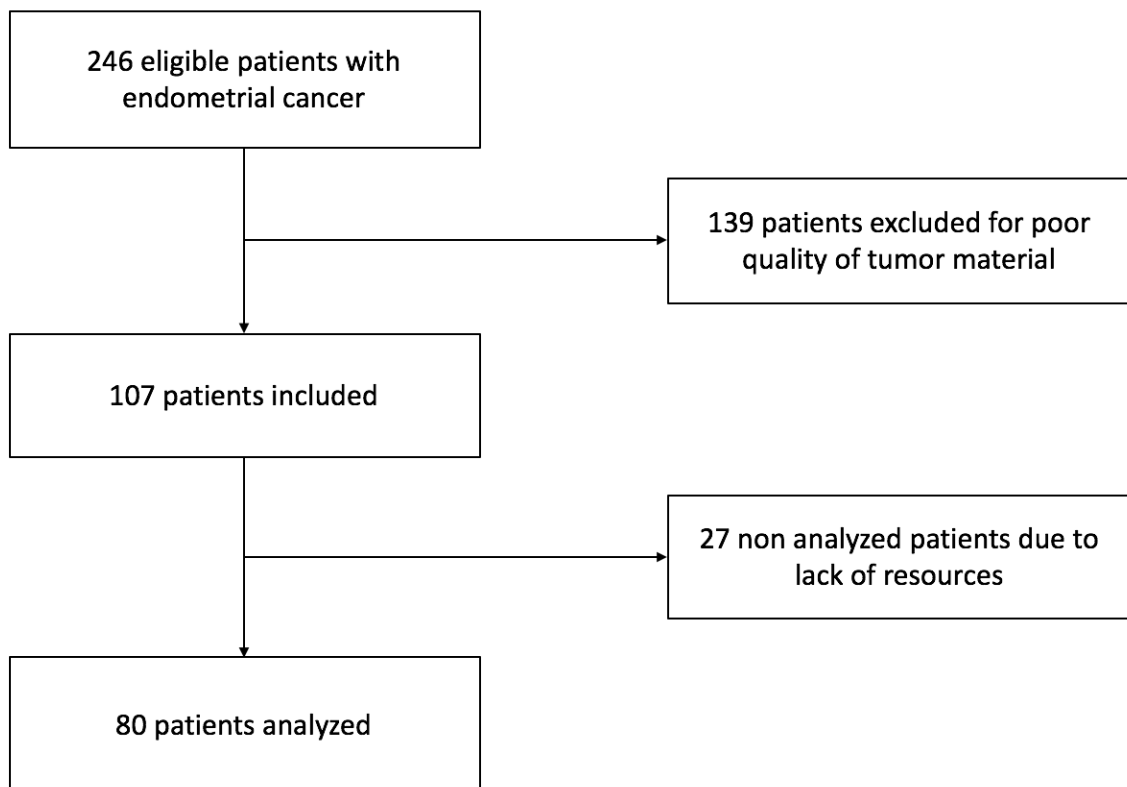 246 eligible patients with
endometrial cancer
139 patients excluded for poor
quality of tumor material
107 patients included
27 non analyzed patients due to
lack of resources
80 patients analyzed